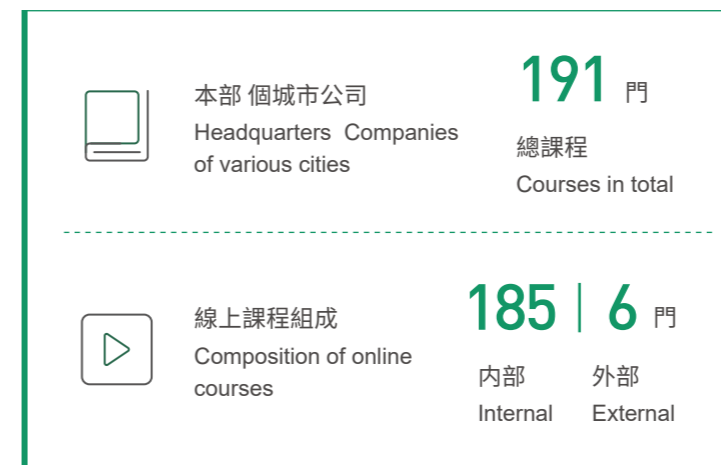 本部 個城市公司
Headquarters Companies
of various cities
191 門
總課程
Courses in total
線上課程組成
Composition of online
courses
185 | 6 門
内部 外部
Internal External